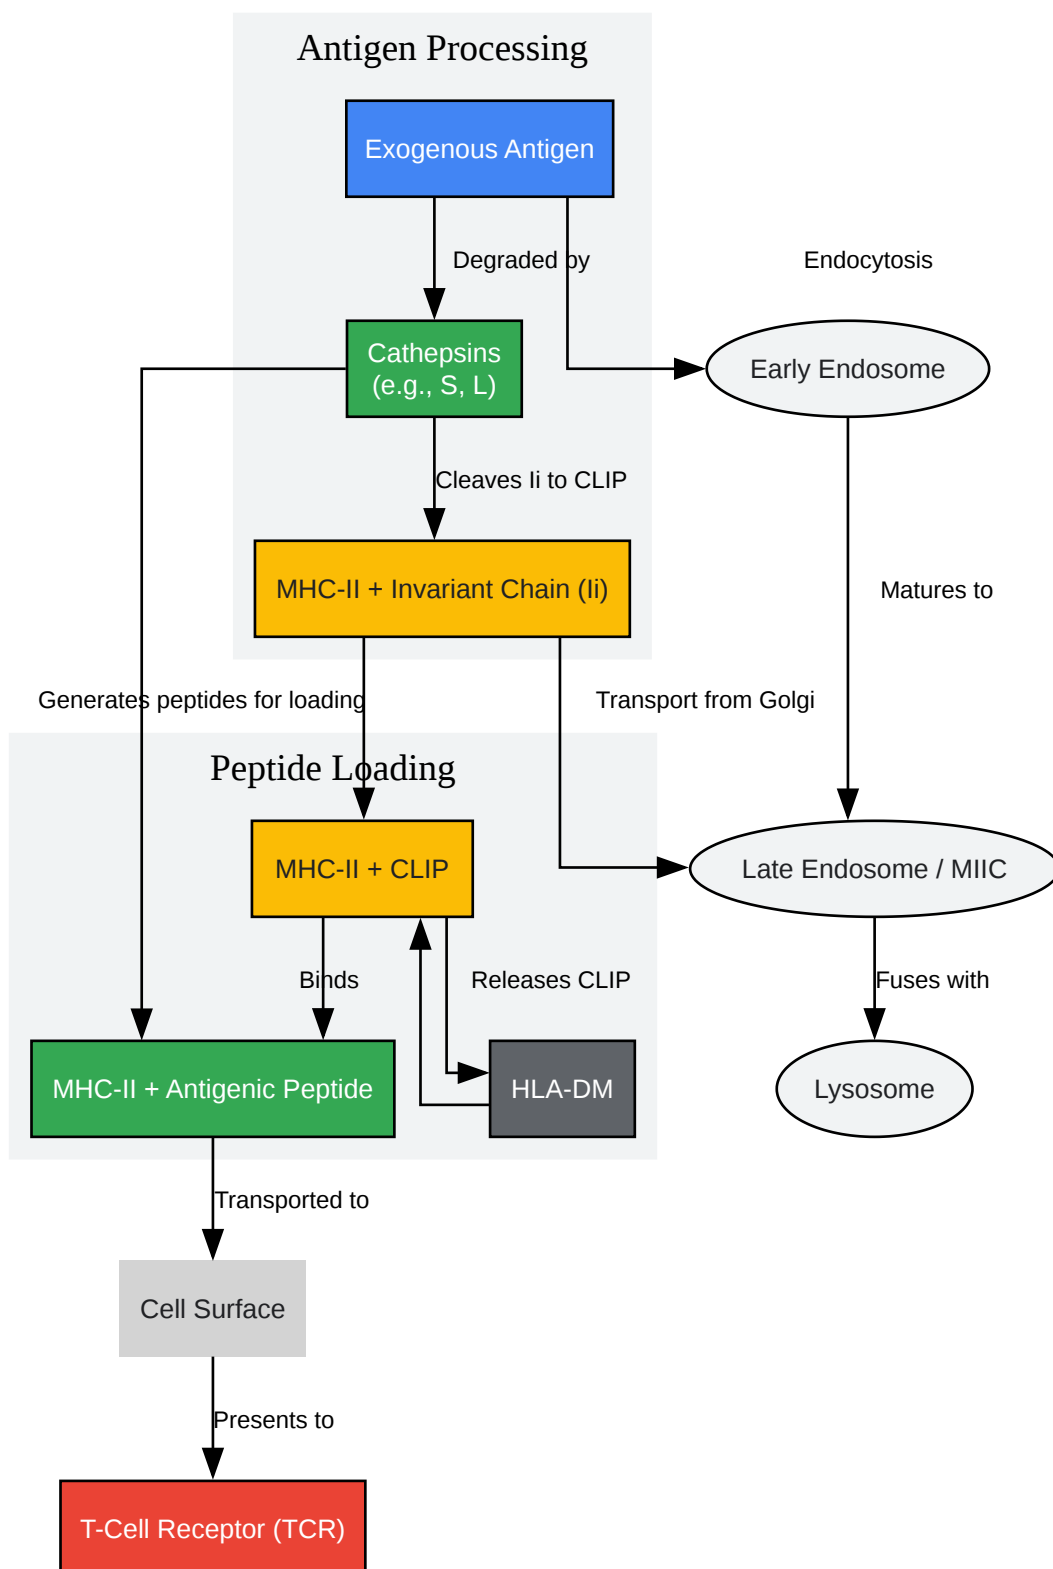 Antigen Processing
Exogenous Antigen
Degraded by
Endocytosis
Cathepsins
(e.g., S, L)
Early Endosome
Cleaves Ii to CLIP
MHC-II + Invariant Chain (Ii)
Matures to
Generates peptides for loading
Transport from Golgi
Peptide Loading
MHC-II + CLIP
Late Endosome / MIIC
Binds
Releases CLIP
Fuses with
MHC-II + Antigenic Peptide
HLA-DM
Lysosome
Transported to
Cell Surface
Presents to
T-Cell Receptor (TCR)